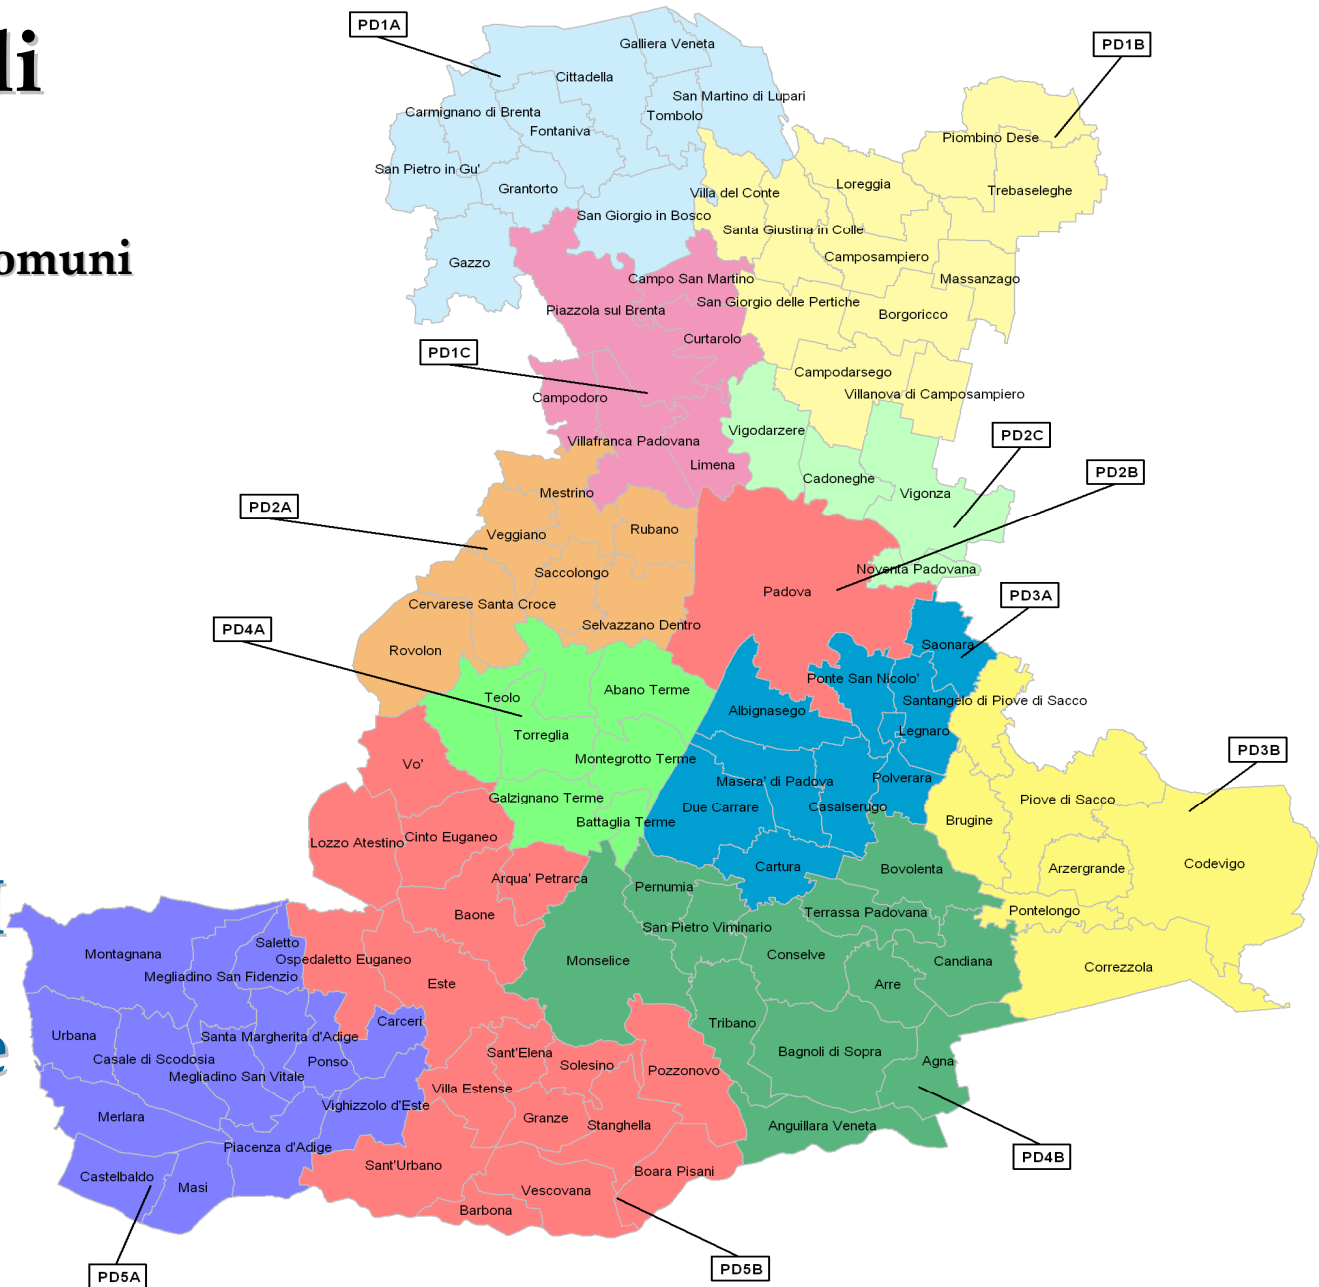 li
PD1A
Galliera Veneta
PD1B
Cittadella
San Martino di Lupari
Carmignano di Brenta
Tombolo
Fontaniva
Piombino Dese
San Pietro in Gu'
Loreggia
Grantorto
Villa del Conte
Trebaseleghe
San Giorgio in Bosco
Santa Giustina in Colle
omuni
Gazzo
Camposampiero
Campo San Martino
Massanzago
San Giorgio delle Pertiche
Piazzola sul Brenta
Borgoricco
Curtarolo
PD1C
Campodarsego
Campodoro
Villanova di Camposampiero
Vigodarzere
PD2C
Villafranca Padovana
Limena
PD2B
Cadoneghe
Mestrino
Vigonza
PD2A
Rubano
Veggiano
Saccolongo
Noventa Padovana
Padova
PD3A
Cervarese Santa Croce
Selvazzano Dentro
PD4A
Saonara
Rovolon
Ponte San Nicolo'
Abano Terme
Teolo
Santangelo di Piove di Sacco
Albignasego
Torreglia
Legnaro
PD3B
Montegrotto Terme
Vo'
Masera' di Padova
Polverara
Galzignano Terme
Piove di Sacco
Due Carrare
Casalserugo
Battaglia Terme
Brugine
Cinto Euganeo
Lozzo Atestino
Codevigo
Cartura
Bovolenta
Arzergrande
Arqua' Petrarca
Pernumia
Baone
Terrassa Padovana
Pontelongo
San Pietro Viminario
Saletto
Montagnana
Conselve
Ospedaletto Euganeo
Monselice
Candiana
Correzzola
Megliadino San Fidenzio
Este
Arre
Carceri
Tribano
Urbana
Santa Margherita d'Adige
e
Bagnoli di Sopra
Sant'Elena
Casale di Scodosia
Ponso
Solesino
Agna
Pozzonovo
Megliadino San Vitale
Villa Estense
Vighizzolo d'Este
Merlara
Granze
Stanghella
Anguillara Veneta
Piacenza d'Adige
PD4B
Sant'Urbano
Boara Pisani
Castelbaldo
Masi
Vescovana
Barbona
PD5B
PD5A